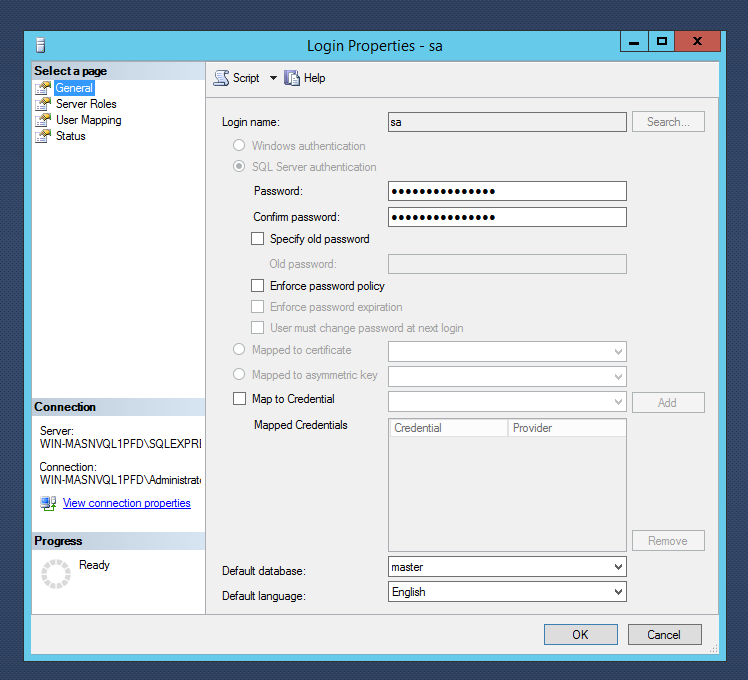 Login Properties - sa
Select a page
General
Server Roles
User Mapping
Status
Connection
Server:
WIN-MASNVQL1PFD\SQLEXPRE
Connection:
WIN-MASNVQL1PFD\Administrato
View connection properties
Progress
Ready
Script Help
Login name: sa Search...
Windows authentication
SQL Server authentication
Password: ●●●●●●●●●●●●●●●
Confirm password: ●●●●●●●●●●●●●●●
Specify old password
Old password:
Enforce password policy
Enforce password expiration
User must change password at next login
Mapped to certificate
Mapped to asymmetric key
Map to Credential Add
Mapped Credentials Credential Provider
Remove
Default database: master
Default language: English
OK Cancel